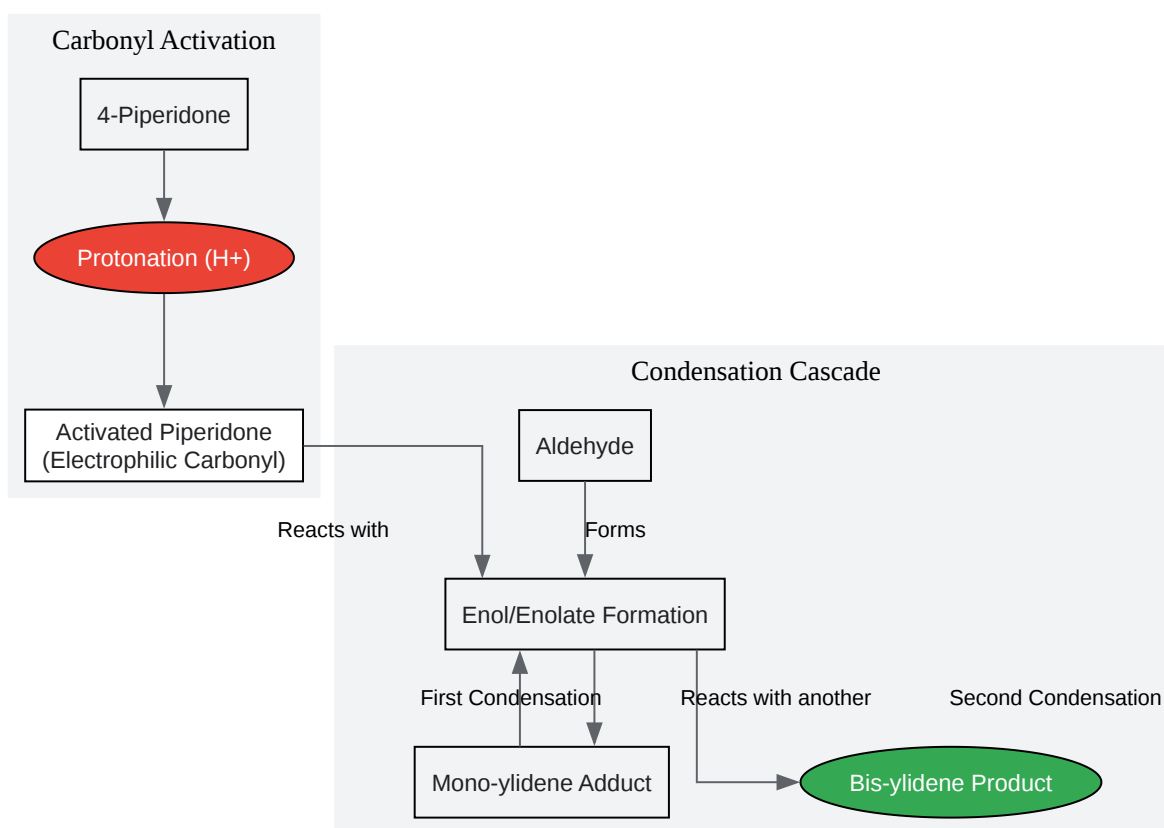 Carbonyl Activation
4-Piperidone
Protonation (H+)
Activated Piperidone
(Electrophilic Carbonyl)
Condensation Cascade
Aldehyde
Reacts with
Forms
Enol/Enolate Formation
First Condensation
Reacts with another
Second Condensation
Mono-ylidene Adduct
Bis-ylidene Product